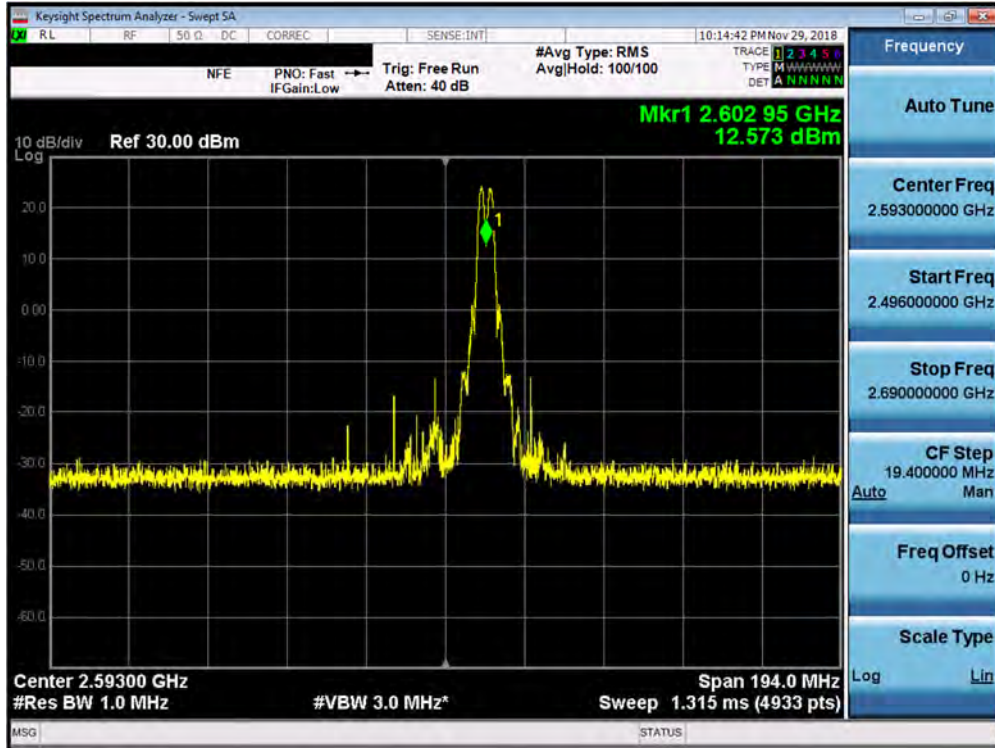 Keysight Spectrum Analyzer - Swept SA
RL RF 50 Ω DC CORREC SENSE:INT 10:14:42 PM Nov 29, 2018
NFE PNO: Fast Trig: Free Run #Avg Type: RMS TRACE 1 2 3 4 5 6
IFGain:Low Atten: 40 dB Avg|Hold: 100/100 TYPE M WWWWW
DET A N N N N N
Mkr1 2.602 95 GHz
12.573 dBm
10 dB/div Ref 30.00 dBm
Log
20.0
10.0
0.00
-10.0
-20.0
-30.0
-40.0
-50.0
-60.0
1
Center 2.59300 GHz Span 194.0 MHz
#Res BW 1.0 MHz #VBW 3.0 MHz* Sweep 1.315 ms (4933 pts)
MSG STATUS
Frequency
Auto Tune
Center Freq
2.593000000 GHz
Start Freq
2.496000000 GHz
Stop Freq
2.690000000 GHz
CF Step
19.400000 MHz
Auto Man
Freq Offset
0 Hz
Scale Type
Log Lin